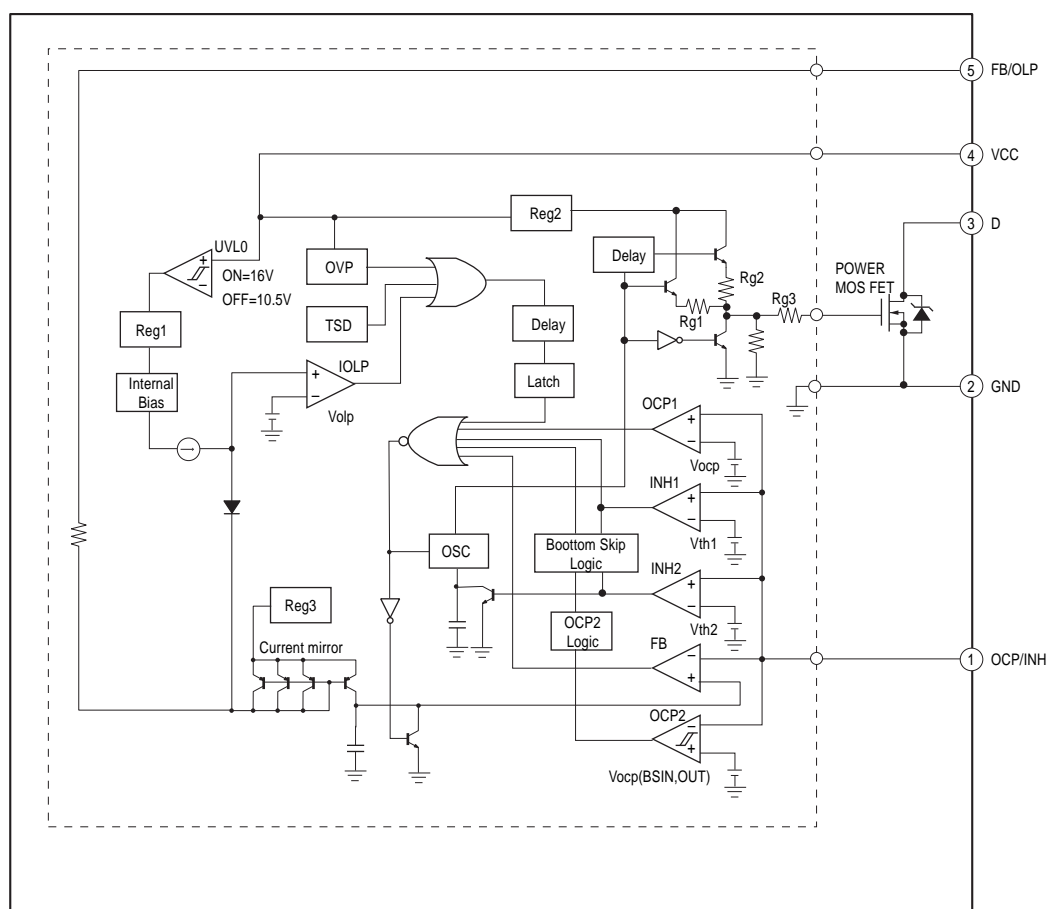 5 FB/OLP
4 VCC
3 D
Reg2
UVL0
ON=16V
OFF=10.5V
OVP
Delay
Rg2
POWER
MOS FET
Rg3
Rg1
TSD
Delay
Reg1
IOLP
Latch
Internal
Bias
Volp
2 GND
OCP1
Vocp
INH1
Vth1
OSC
Boottom Skip
Logic
INH2
Vth2
Reg3
OCP2
Logic
Current mirror
FB
1 OCP/INH
OCP2
Vocp(BSIN,OUT)